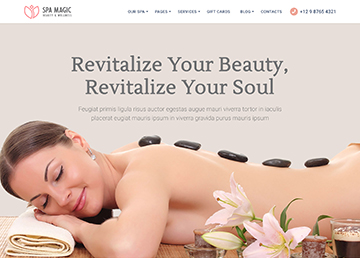 SPA MAGIC
BEAUTY & WELLNESS
OUR SPA PAGES SERVICES GIFT CARDS BLOG CONTACTS +12 9 8765 4321
Revitalize Your Beauty,
Revitalize Your Soul
Feugiat primis ligula risus auctor egestas augue mauri viverra tortor in iaculis
placerat eugiat mauris ipsum in viverra gravida purus mauris ipsum